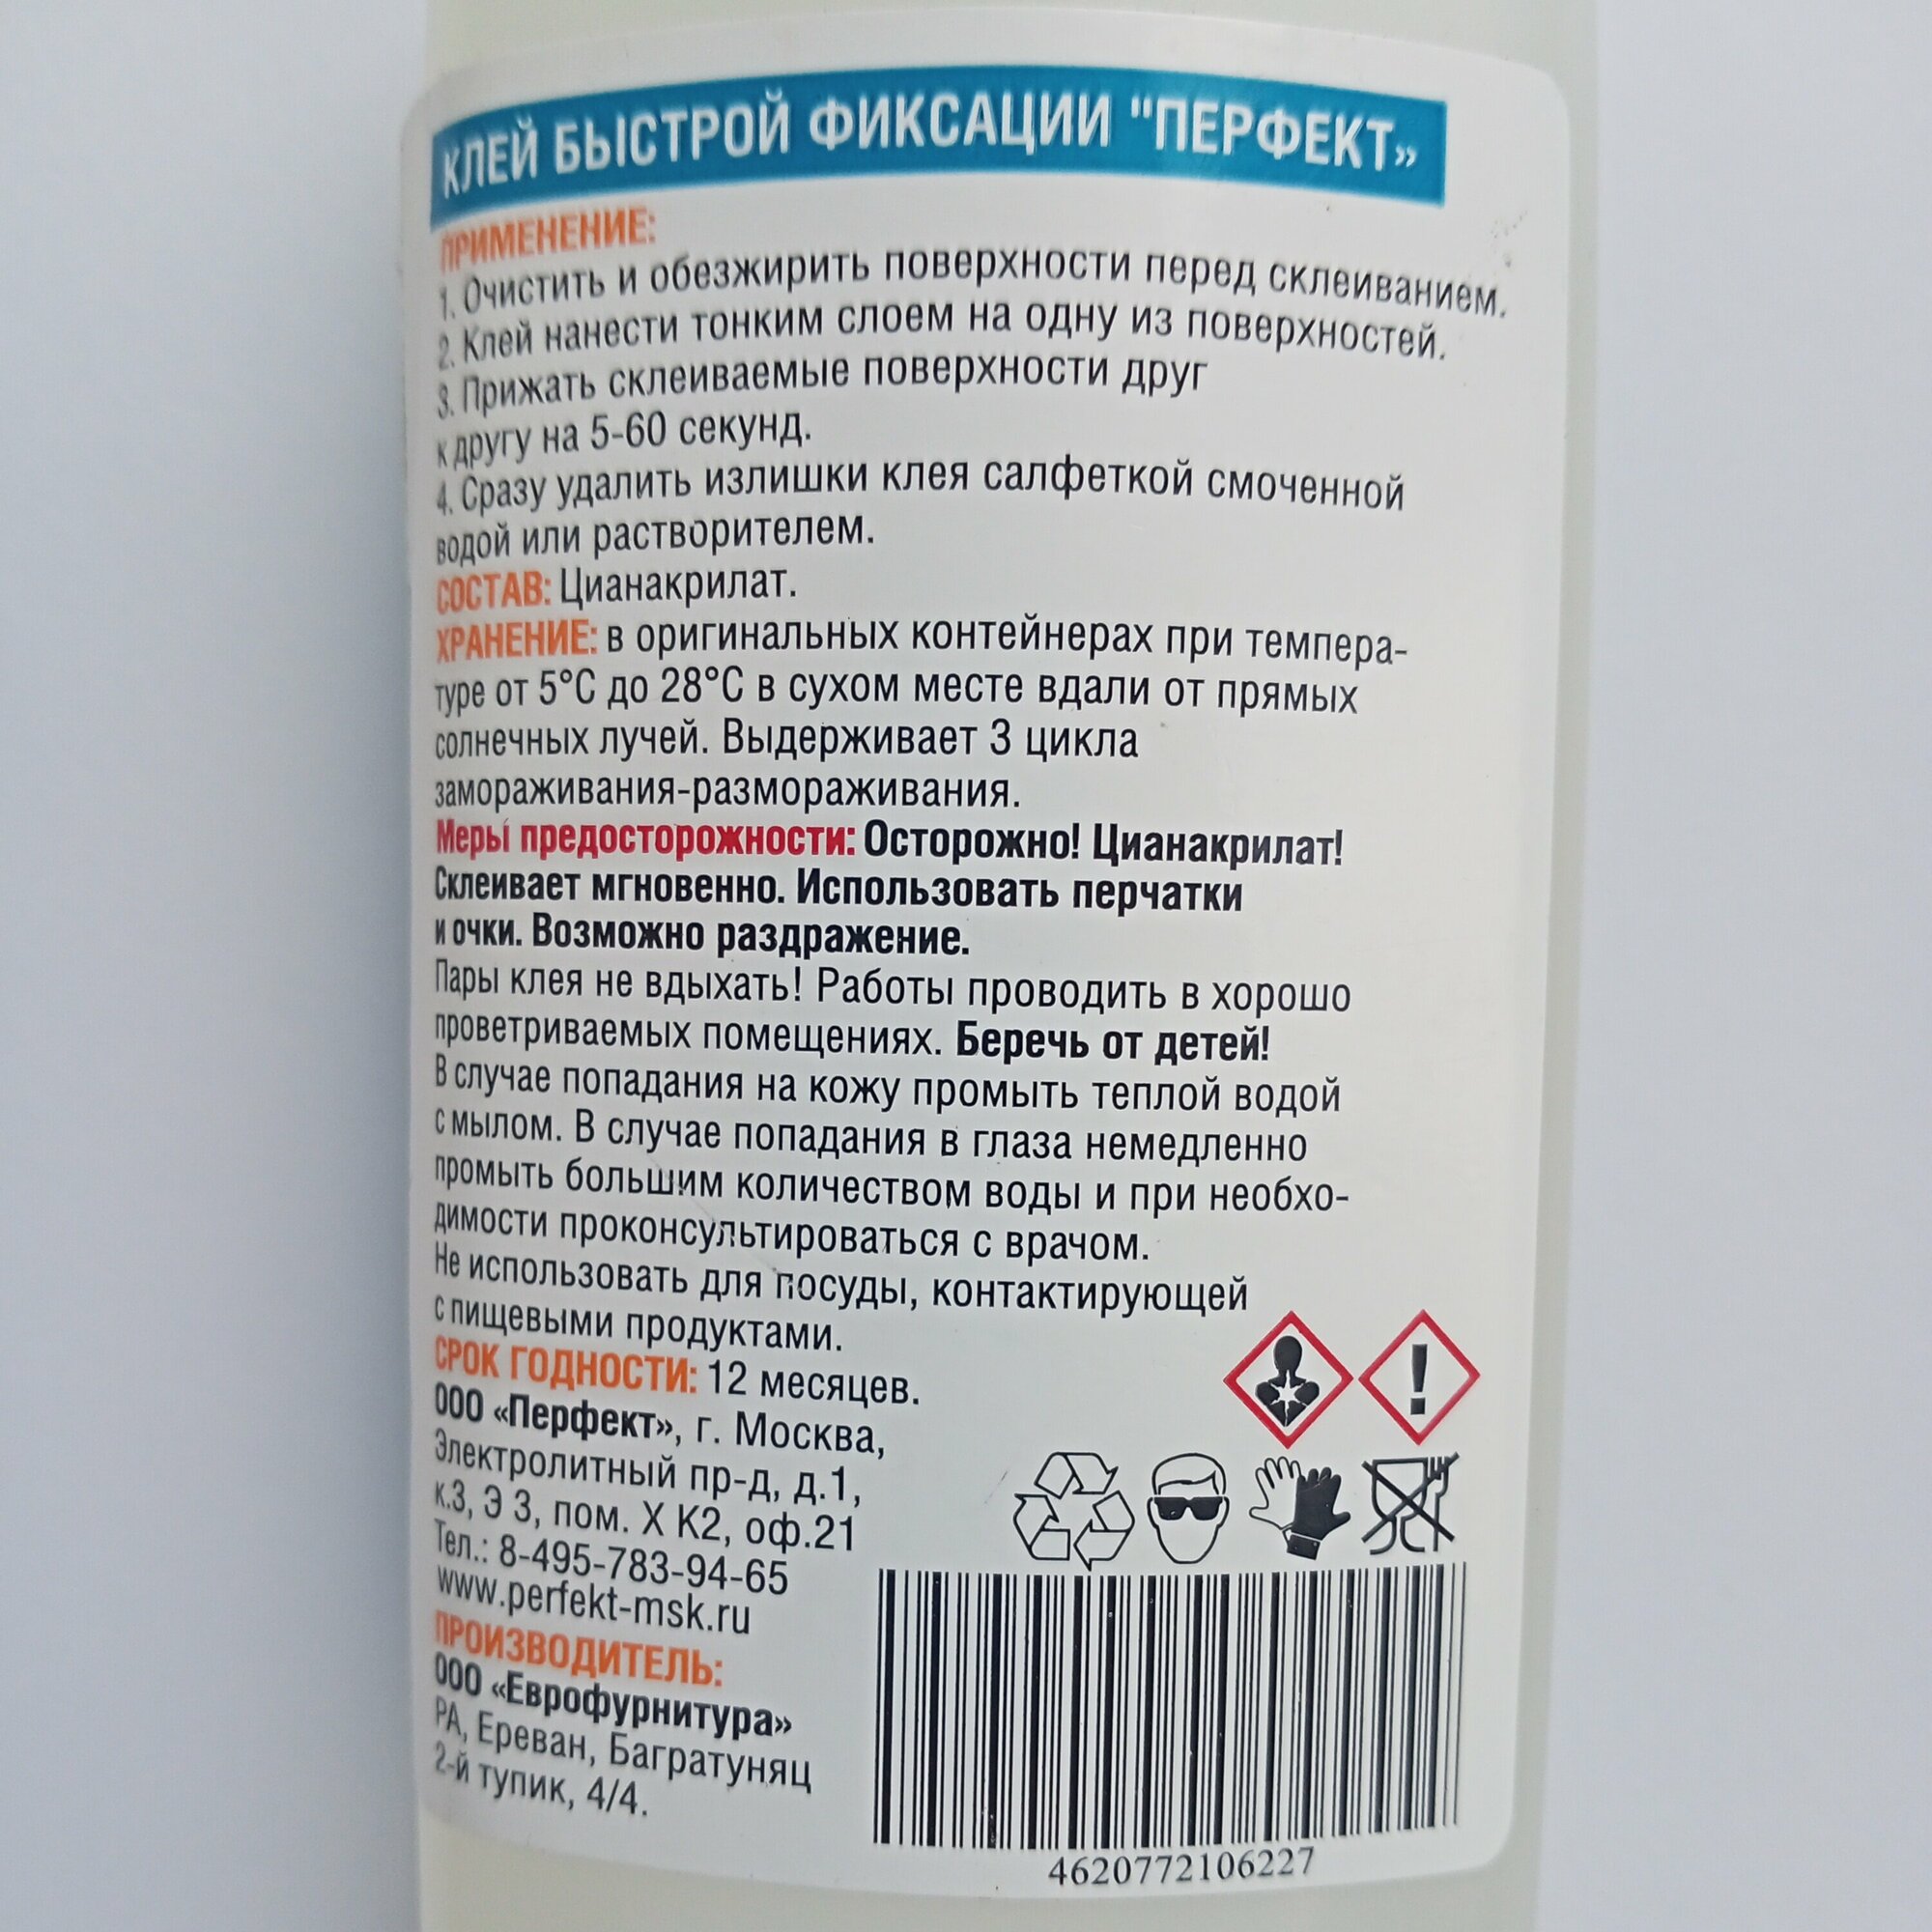 КЛЕЙ БЫСТРОЙ ФИКСАЦИИ "ПЕРФЕКТ»
ПРИМЕНЕНИЕ:
1. Очистить и обезжирить поверхности перед склеиванием.
2. Клей нанести тонким слоем на одну из поверхностей.
3. Прижать склеиваемые поверхности друг
к другу на 5-60 секунд.
4. Сразу удалить излишки клея салфеткой смоченной
водой или растворителем.
СОСТАВ: Цианакрилат.
ХРАНЕНИЕ: в оригинальных контейнерах при темпера-
туре от 5°С до 28°С в сухом месте вдали от прямых
солнечных лучей. Выдерживает 3 цикла
замораживания-размораживания.
Меры предосторожности: Осторожно! Цианакрилат!
Склеивает мгновенно. Использовать перчатки
и очки. Возможно раздражение.
Пары клея не вдыхать! Работы проводить в хорошо
проветриваемых помещениях. Беречь от детей!
В случае попадания на кожу промыть теплой водой
с мылом. В случае попадания в глаза немедленно
промыть большим количеством воды и при необхо-
димости проконсультироваться с врачом.
Не использовать для посуды, контактирующей
с пищевыми продуктами.
СРОК ГОДНОСТИ: 12 месяцев.
ООО «Перфект», г. Москва,
Электролитный пр-д, д.1,
к.3, Э 3, пом. X К2, оф.21
Тел.: 8-495-783-94-65
www.perfekt-msk.ru
ПРОИЗВОДИТЕЛЬ:
ООО «Еврофурнитура»
РА, Ереван, Багратуняц
2-й тупик, 4/4.
4620772106227